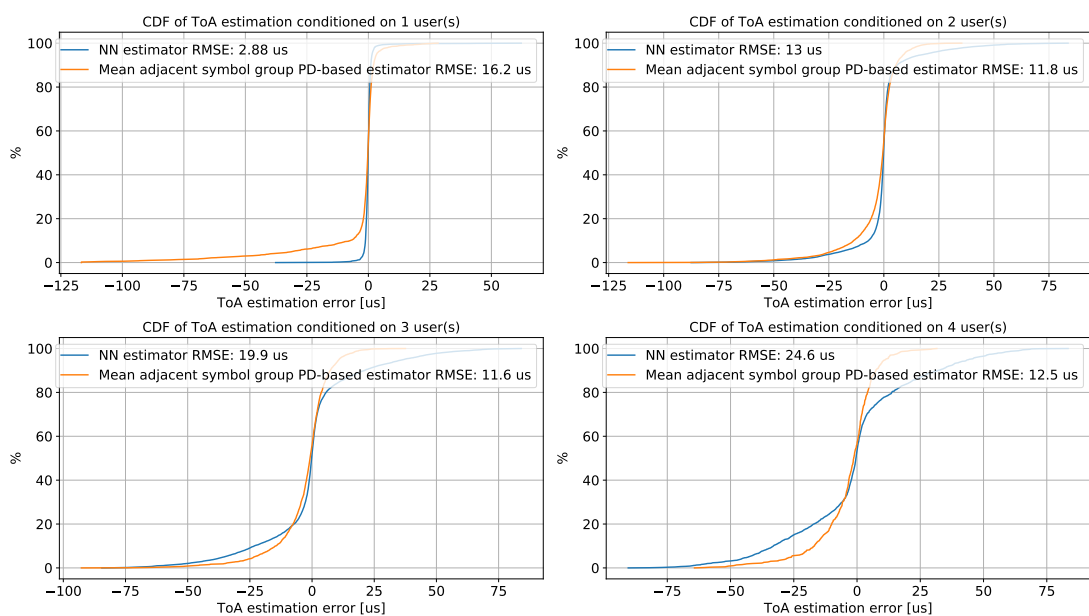 CDF of ToA estimation conditioned on 1 user(s)
100
80
60
40
20
0
%
NN estimator RMSE: 2.88 us
Mean adjacent symbol group PD-based estimator RMSE: 16.2 us
−125 −100 −75 −50 −25 0 25 50
ToA estimation error [us]
CDF of ToA estimation conditioned on 2 user(s)
100
80
60
40
20
0
%
NN estimator RMSE: 13 us
Mean adjacent symbol group PD-based estimator RMSE: 11.8 us
−125 −100 −75 −50 −25 0 25 50 75
ToA estimation error [us]
CDF of ToA estimation conditioned on 3 user(s)
100
80
60
40
20
0
%
NN estimator RMSE: 19.9 us
Mean adjacent symbol group PD-based estimator RMSE: 11.6 us
−100 −75 −50 −25 0 25 50 75
ToA estimation error [us]
CDF of ToA estimation conditioned on 4 user(s)
100
80
60
40
20
0
%
NN estimator RMSE: 24.6 us
Mean adjacent symbol group PD-based estimator RMSE: 12.5 us
−75 −50 −25 0 25 50 75
ToA estimation error [us]